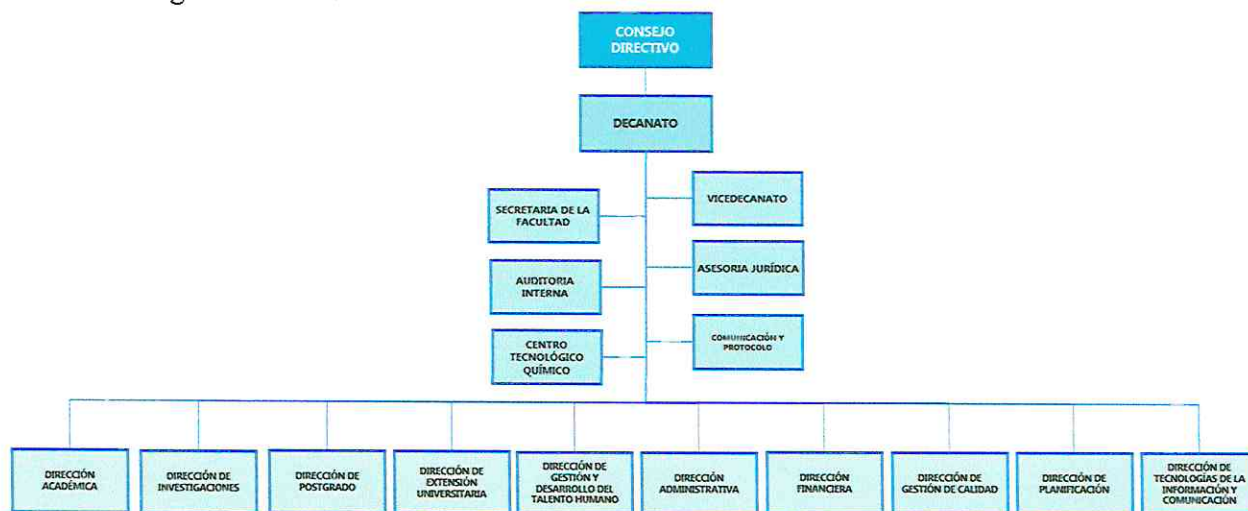 CONSEJO
DIRECTIVO
DECANATO
SECRETARIA DE LA
FACULTAD
VICEDECANATO
AUDITORIA
INTERNA
ASESORIA JURÍDICA
CENTRO
TECNOLÓGICO
QUÍMICO
COMUNICACIÓN Y
PROTOCOLO
DIRECCIÓN
ACADÉMICA
DIRECCIÓN DE
INVESTIGACIONES
DIRECCIÓN DE
POSTGRADO
DIRECCIÓN DE
EXTENSIÓN
UNIVERSITARIA
DIRECCIÓN DE
GESTIÓN Y
DESARROLLO DEL
TALENTO HUMANO
DIRECCIÓN
ADMINISTRATIVA
DIRECCIÓN
FINANCIERA
DIRECCIÓN DE
GESTIÓN DE CALIDAD
DIRECCIÓN DE
PLANIFICACIÓN
DIRECCIÓN DE
TECNOLOGÍAS DE LA
INFORMACIÓN Y
COMUNICACIÓN